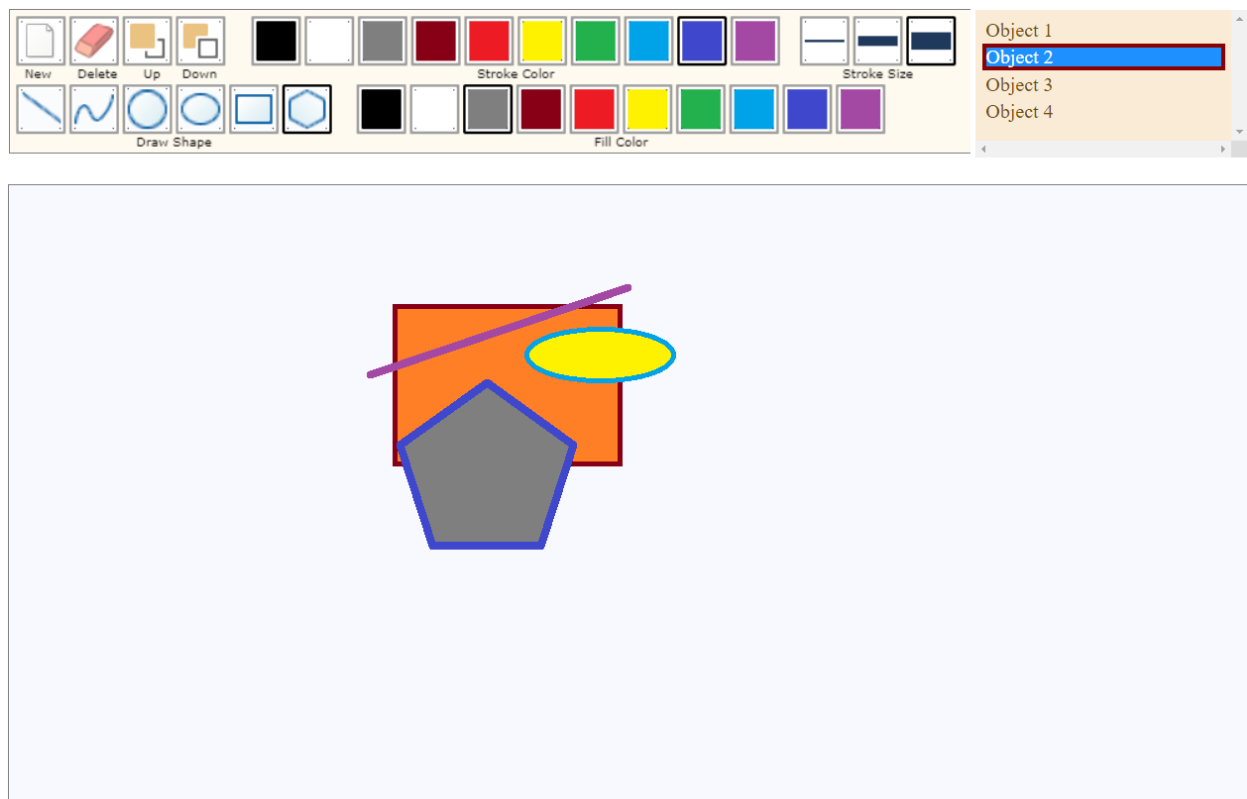 New Delete Up Down
Stroke Color
Stroke Size
Draw Shape
Fill Color
Object 1
Object 2
Object 3
Object 4